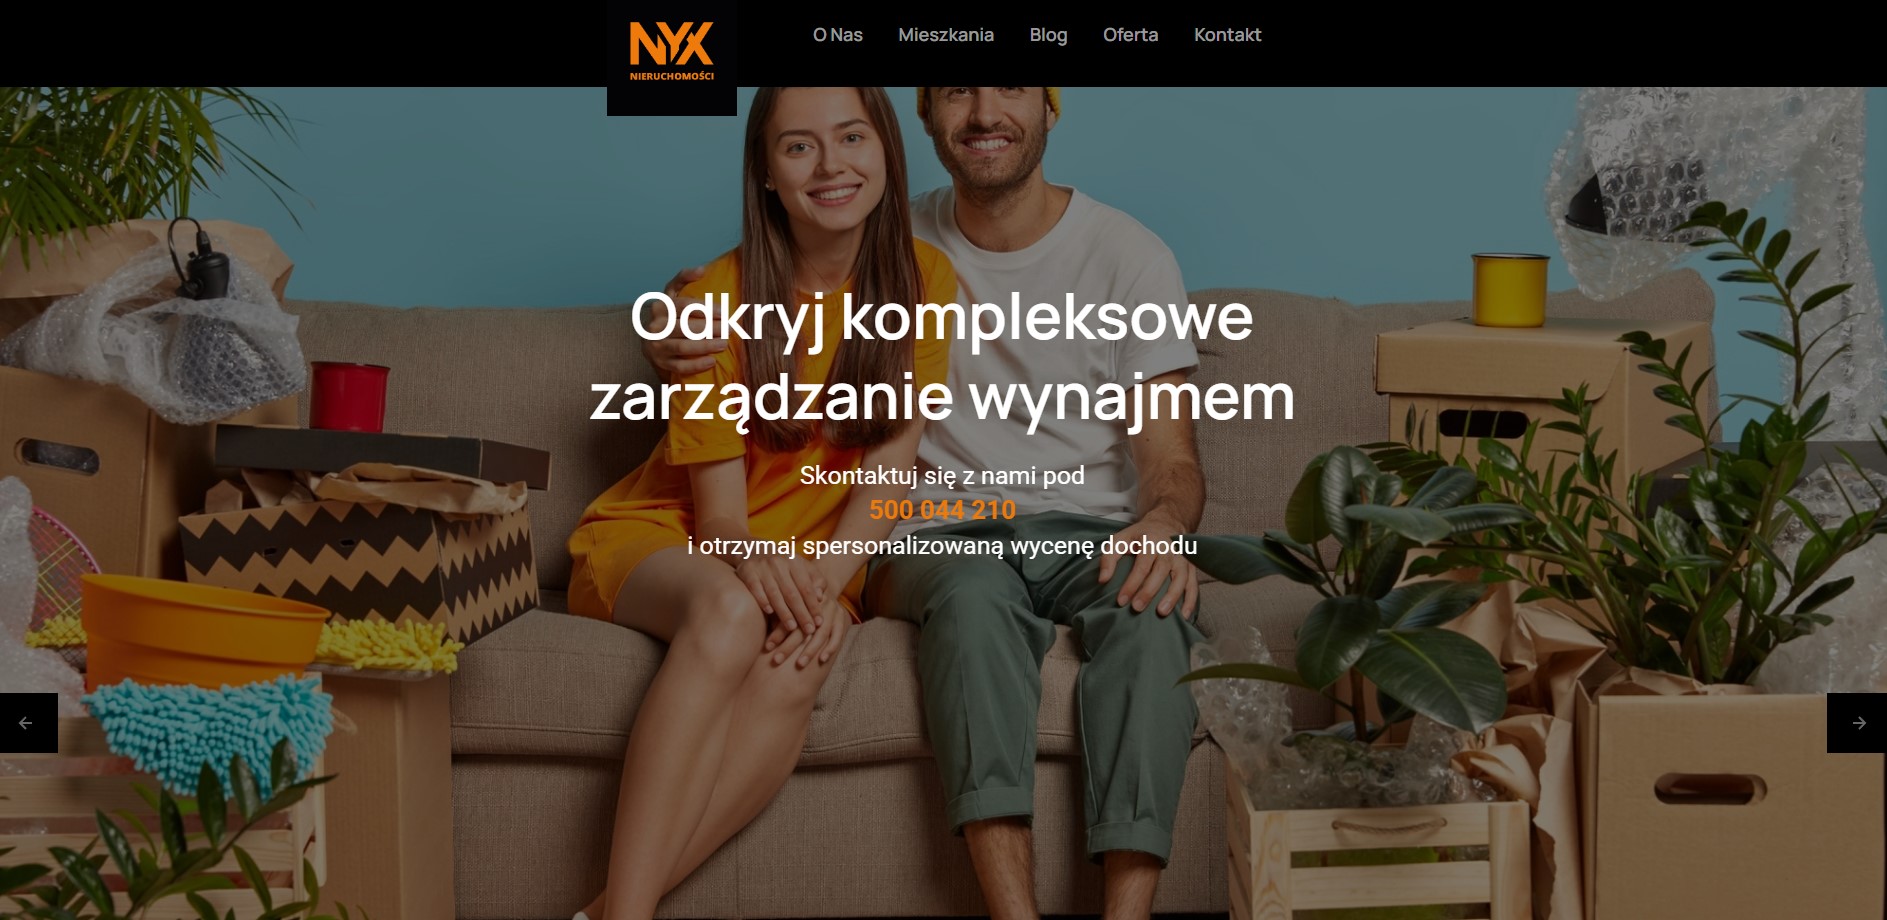 NYX
NIERUCHOMOŚCI
O Nas Mieszkania Blog Oferta Kontakt
Odkryj kompleksowe
zarządzanie wynajmem
Skontaktuj się z nami pod
500 044 210
i otrzymaj spersonalizowaną wycenę dochodu